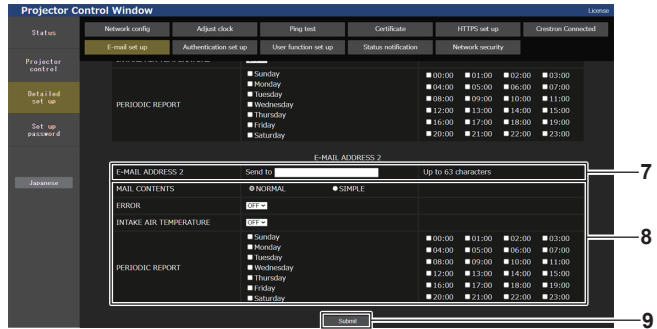 Projector Control Window
License
Status
Network config
Adjust clock
Ping test
Certificate
HTTPS set up
Crestron Connected
E-mail set up
Authentication set up
User function set up
Status notification
Network security
Projector control
Detailed set up
Set up password
Japanese
INTAKE AIR TEMPERATURE
PERIODIC REPORT
Sunday
Monday
Tuesday
Wednesday
Thursday
Friday
Saturday
00:00 01:00 02:00 03:00
04:00 05:00 06:00 07:00
08:00 09:00 10:00 11:00
12:00 13:00 14:00 15:00
16:00 17:00 18:00 19:00
20:00 21:00 22:00 23:00
E-MAIL ADDRESS 2
E-MAIL ADDRESS 2 Send to Up to 63 characters
7
MAIL CONTENTS NORMAL SIMPLE
ERROR OFF
INTAKE AIR TEMPERATURE OFF
8
PERIODIC REPORT
Sunday
Monday
Tuesday
Wednesday
Thursday
Friday
Saturday
00:00 01:00 02:00 03:00
04:00 05:00 06:00 07:00
08:00 09:00 10:00 11:00
12:00 13:00 14:00 15:00
16:00 17:00 18:00 19:00
20:00 21:00 22:00 23:00
Submit
9